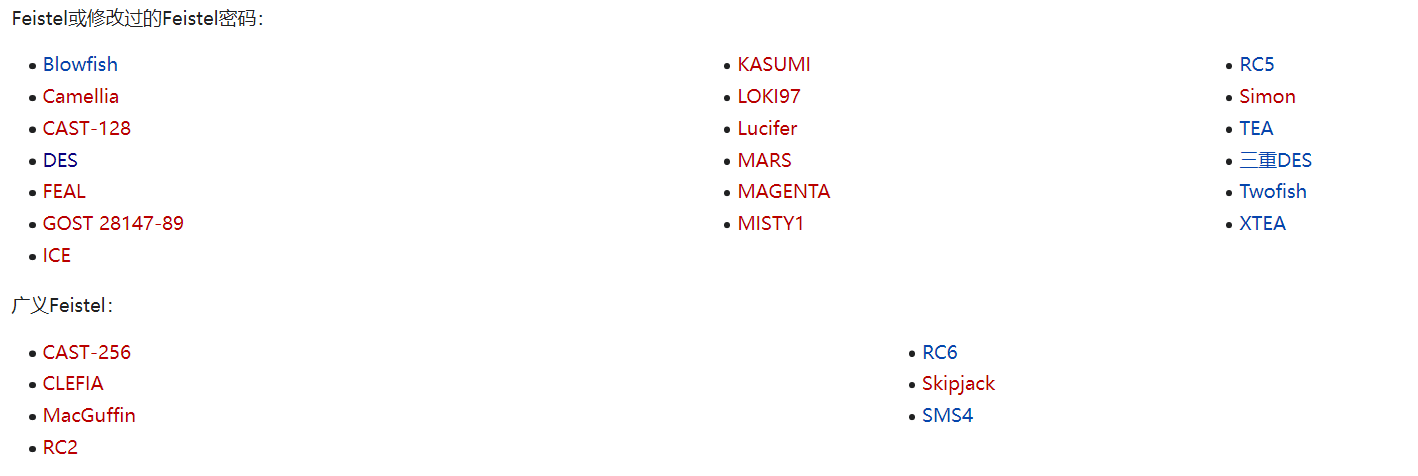 Feistel或修改过的Feistel密码：
Blowfish
Camellia
CAST-128
DES
FEAL
GOST 28147-89
ICE
KASUMI
LOKI97
Lucifer
MARS
MAGENTA
MISTY1
RC5
Simon
TEA
三重DES
Twofish
XTEA
广义Feistel：
CAST-256
CLEFIA
MacGuffin
RC2
RC6
Skipjack
SMS4